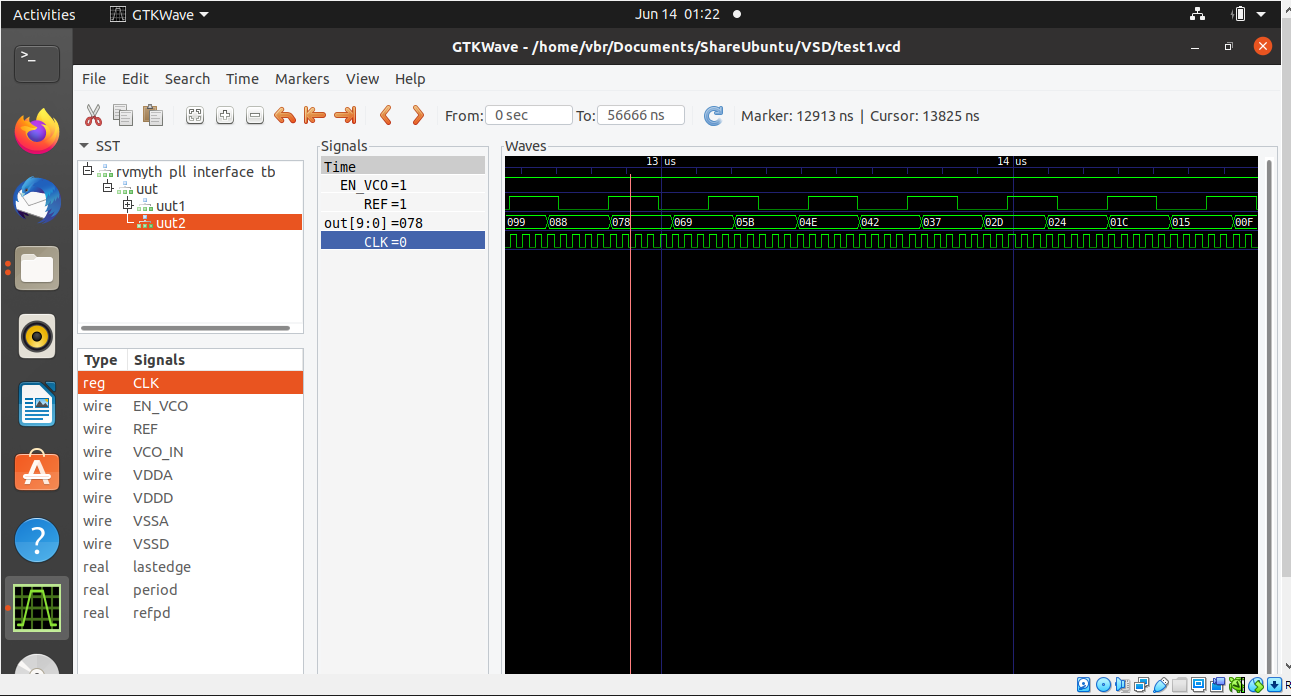 Activities GTKWave Jun 14 01:22
GTKWave - /home/vbr/Documents/ShareUbuntu/VSD/test1.vcd
File Edit Search Time Markers View Help
From: 0 sec To: 56666 ns Marker: 12913 ns | Cursor: 13825 ns
SST
rvmyth_pll_interface_tb
uut
uut1
uut2
Type Signals
reg CLK
wire EN_VCO
wire REF
wire VCO_IN
wire VDDA
wire VDDD
wire VSSA
wire VSSD
real lastedge
real period
real refpd
Signals
Time
EN_VCO=1
REF=1
out[9:0]=078
CLK=0
Waves
13 us 14 us
099 088 078 069 05B 04E 042 037 02D 024 01C 015 00F